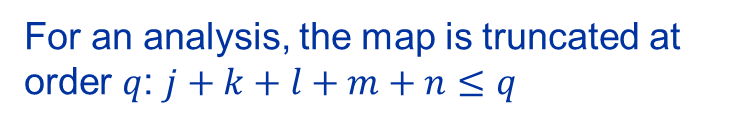 For an analysis, the map is truncated at
order q: j + k + l + m + n ≤ q